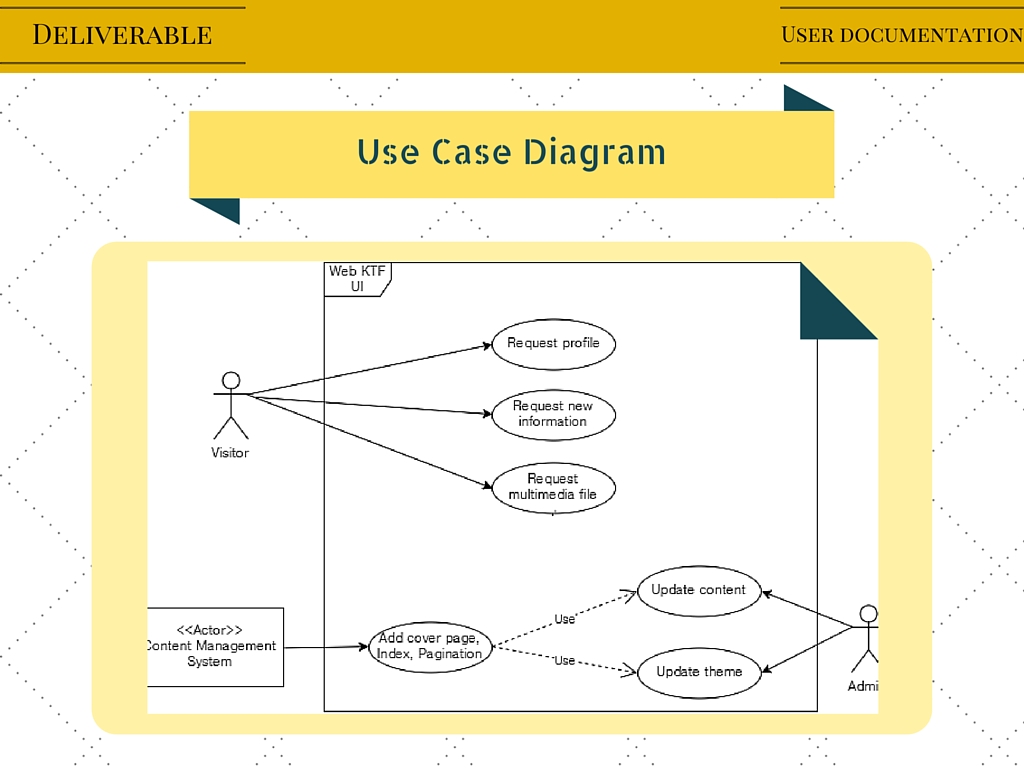 DELIVERABLE
USER DOCUMENTATION
Use Case Diagram
Web KTF
UI
Request profile
Request new
information
Visitor
Request
multimedia file
Update content
Use
<<Actor>>
Content Management
System
Add cover page,
Index, Pagination
Use
Update theme
Admi